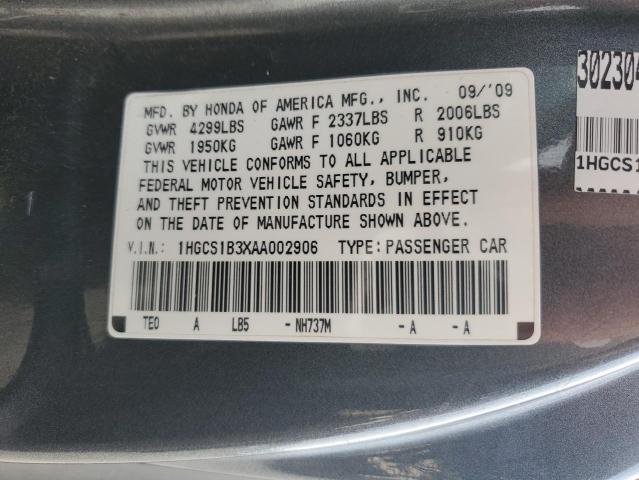 MFD. BY HONDA OF AMERICA MFG., INC. 09/'09
GVWR 4299LBS GAWR F 2337LBS R 2006LBS
GVWR 1950KG GAWR F 1060KG R 910KG
THIS VEHICLE CONFORMS TO ALL APPLICABLE
FEDERAL MOTOR VEHICLE SAFETY, BUMPER,
AND THEFT PREVENTION STANDARDS IN EFFECT
ON THE DATE OF MANUFACTURE SHOWN ABOVE.
V.I.N.: 1HGCS1B3XAA002906 TYPE:PASSENGER CAR
TE0 A LB5 -NH737M -A -A
30230
1HGCS1